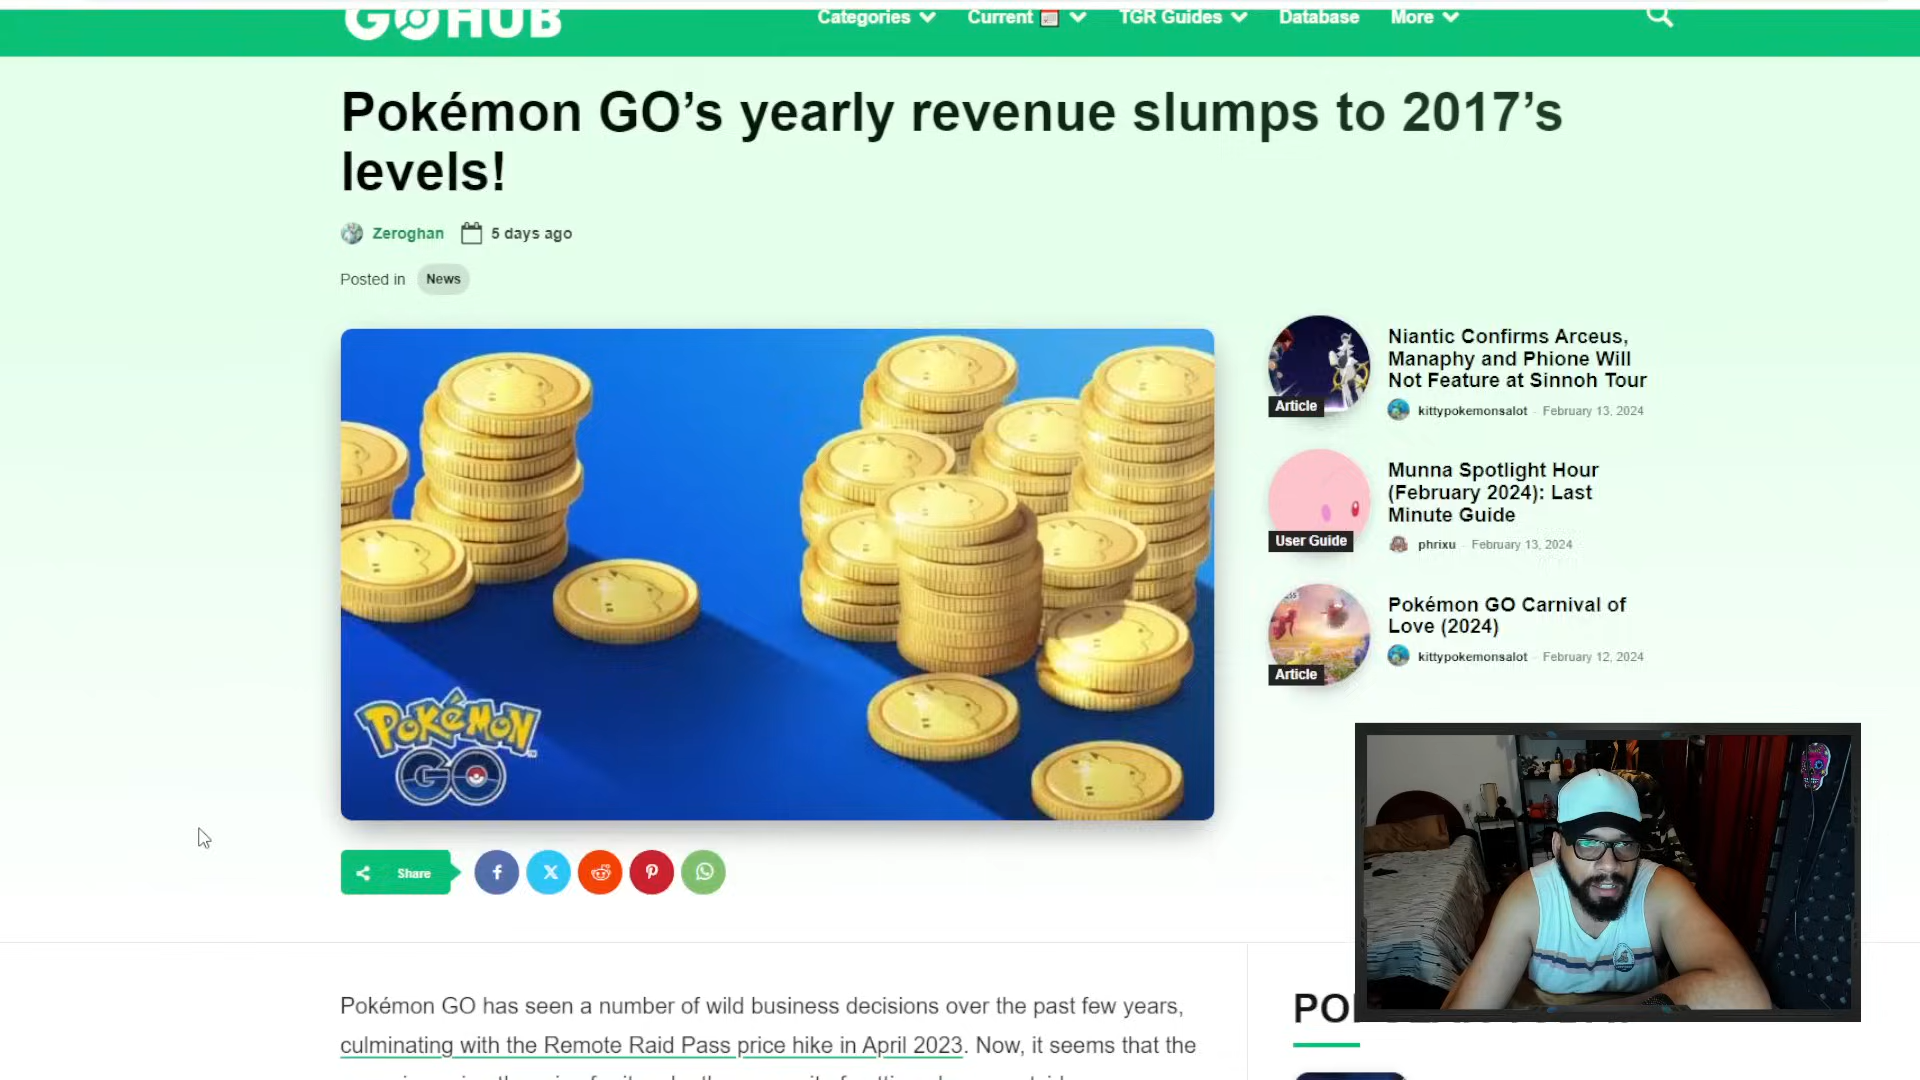 GO HUB
Categories
Current
TGR Guides
Database
More
Pokémon GO’s yearly revenue slumps to 2017’s
levels!
Zeroghan
5 days ago
Posted in
News
POKéMON
GO
Share
Niantic Confirms Arceus,
Manaphy and Phione Will
Not Feature at Sinnoh Tour
Article
kittypokemonsalot - February 13, 2024
Munna Spotlight Hour
(February 2024): Last
Minute Guide
User Guide
phrixu - February 13, 2024
Pokémon GO Carnival of
Love (2024)
Article
kittypokemonsalot - February 12, 2024
Pokémon GO has seen a number of wild business decisions over the past few years,
culminating with the Remote Raid Pass price hike in April 2023. Now, it seems that the